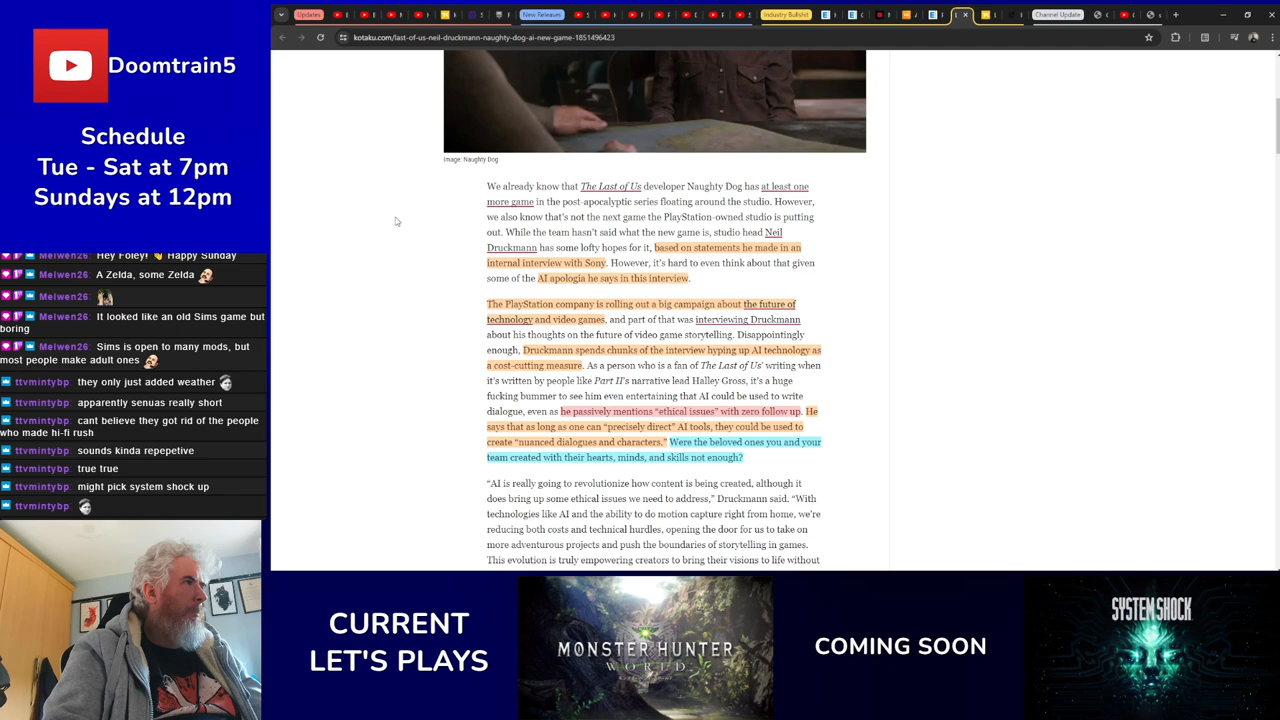 Doomtrain5
Schedule
Tue - Sat at 7pm
Sundays at 12pm
Melwen26: Hey Foley! Happy Sunday
Melwen26: A Zelda, some Zelda
Melwen26:
Melwen26: It looked like an old Sims game but
boring
Melwen26: Sims is open to many mods, but
most people make adult ones
ttvmintybp: they only just added weather
ttvmintybp: apparently senuas really short
ttvmintybp: cant believe they got rid of the people
who made hi-fi rush
ttvmintybp: sounds kinda repepetive
ttvmintybp: true true
ttvmintybp: might pick system shock up
ttvmintybp:
Updates
New Releases
Industry Bullshit
Channel Update
kotaku.com/last-of-us-neil-druckmann-naughty-dog-ai-new-game-1851496423
Image: Naughty Dog
We already know that The Last of Us developer Naughty Dog has at least one
more game in the post-apocalyptic series floating around the studio. However,
we also know that's not the next game the PlayStation-owned studio is putting
out. While the team hasn't said what the new game is, studio head Neil
Druckmann has some lofty hopes for it, based on statements he made in an
internal interview with Sony. However, it's hard to even think about that given
some of the AI apologia he says in this interview.
The PlayStation company is rolling out a big campaign about the future of
technology and video games, and part of that was interviewing Druckmann
about his thoughts on the future of video game storytelling. Disappointingly
enough, Druckmann spends chunks of the interview hyping up AI technology as
a cost-cutting measure. As a person who is a fan of The Last of Us' writing when
it's written by people like Part II's narrative lead Halley Gross, it's a huge
fucking bummer to see him even entertaining that AI could be used to write
dialogue, even as he passively mentions "ethical issues" with zero follow up. He
says that as long as one can "precisely direct" AI tools, they could be used to
create "nuanced dialogues and characters." Were the beloved ones you and your
team created with their hearts, minds, and skills not enough?
"AI is really going to revolutionize how content is being created, although it
does bring up some ethical issues we need to address," Druckmann said. "With
technologies like AI and the ability to do motion capture right from home, we're
reducing both costs and technical hurdles, opening the door for us to take on
more adventurous projects and push the boundaries of storytelling in games.
This evolution is truly empowering creators to bring their visions to life without
CURRENT
LET'S PLAYS
MONSTER HUNTER
WORLD
COMING SOON
SYSTEM SHOCK